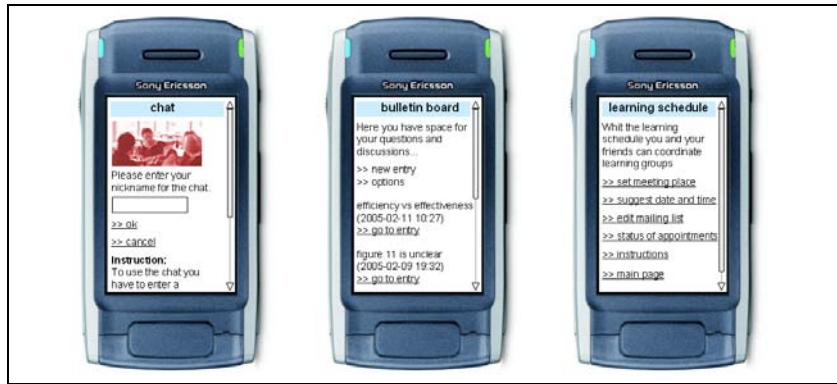 Sony Ericsson
chat
Please enter your
nickname for the chat.
>> ok
>> cancel
Instruction:
To use the chat you
have to enter a
Sony Ericsson
bulletin board
Here you have space for
your questions and
discussions...
>> new entry
>> options
efficiency vs effectiveness
(2005-02-11 10:27)
>> go to entry
figure 11 is unclear
(2005-02-09 19:32)
>> go to entry
Sony Ericsson
learning schedule
Whit the learning
schedule you and your
friends can coordinate
learning groups
>> set meeting place
>> suggest date and time
>> edit mailing list
>> status of appointments
>> instructions
>> main page